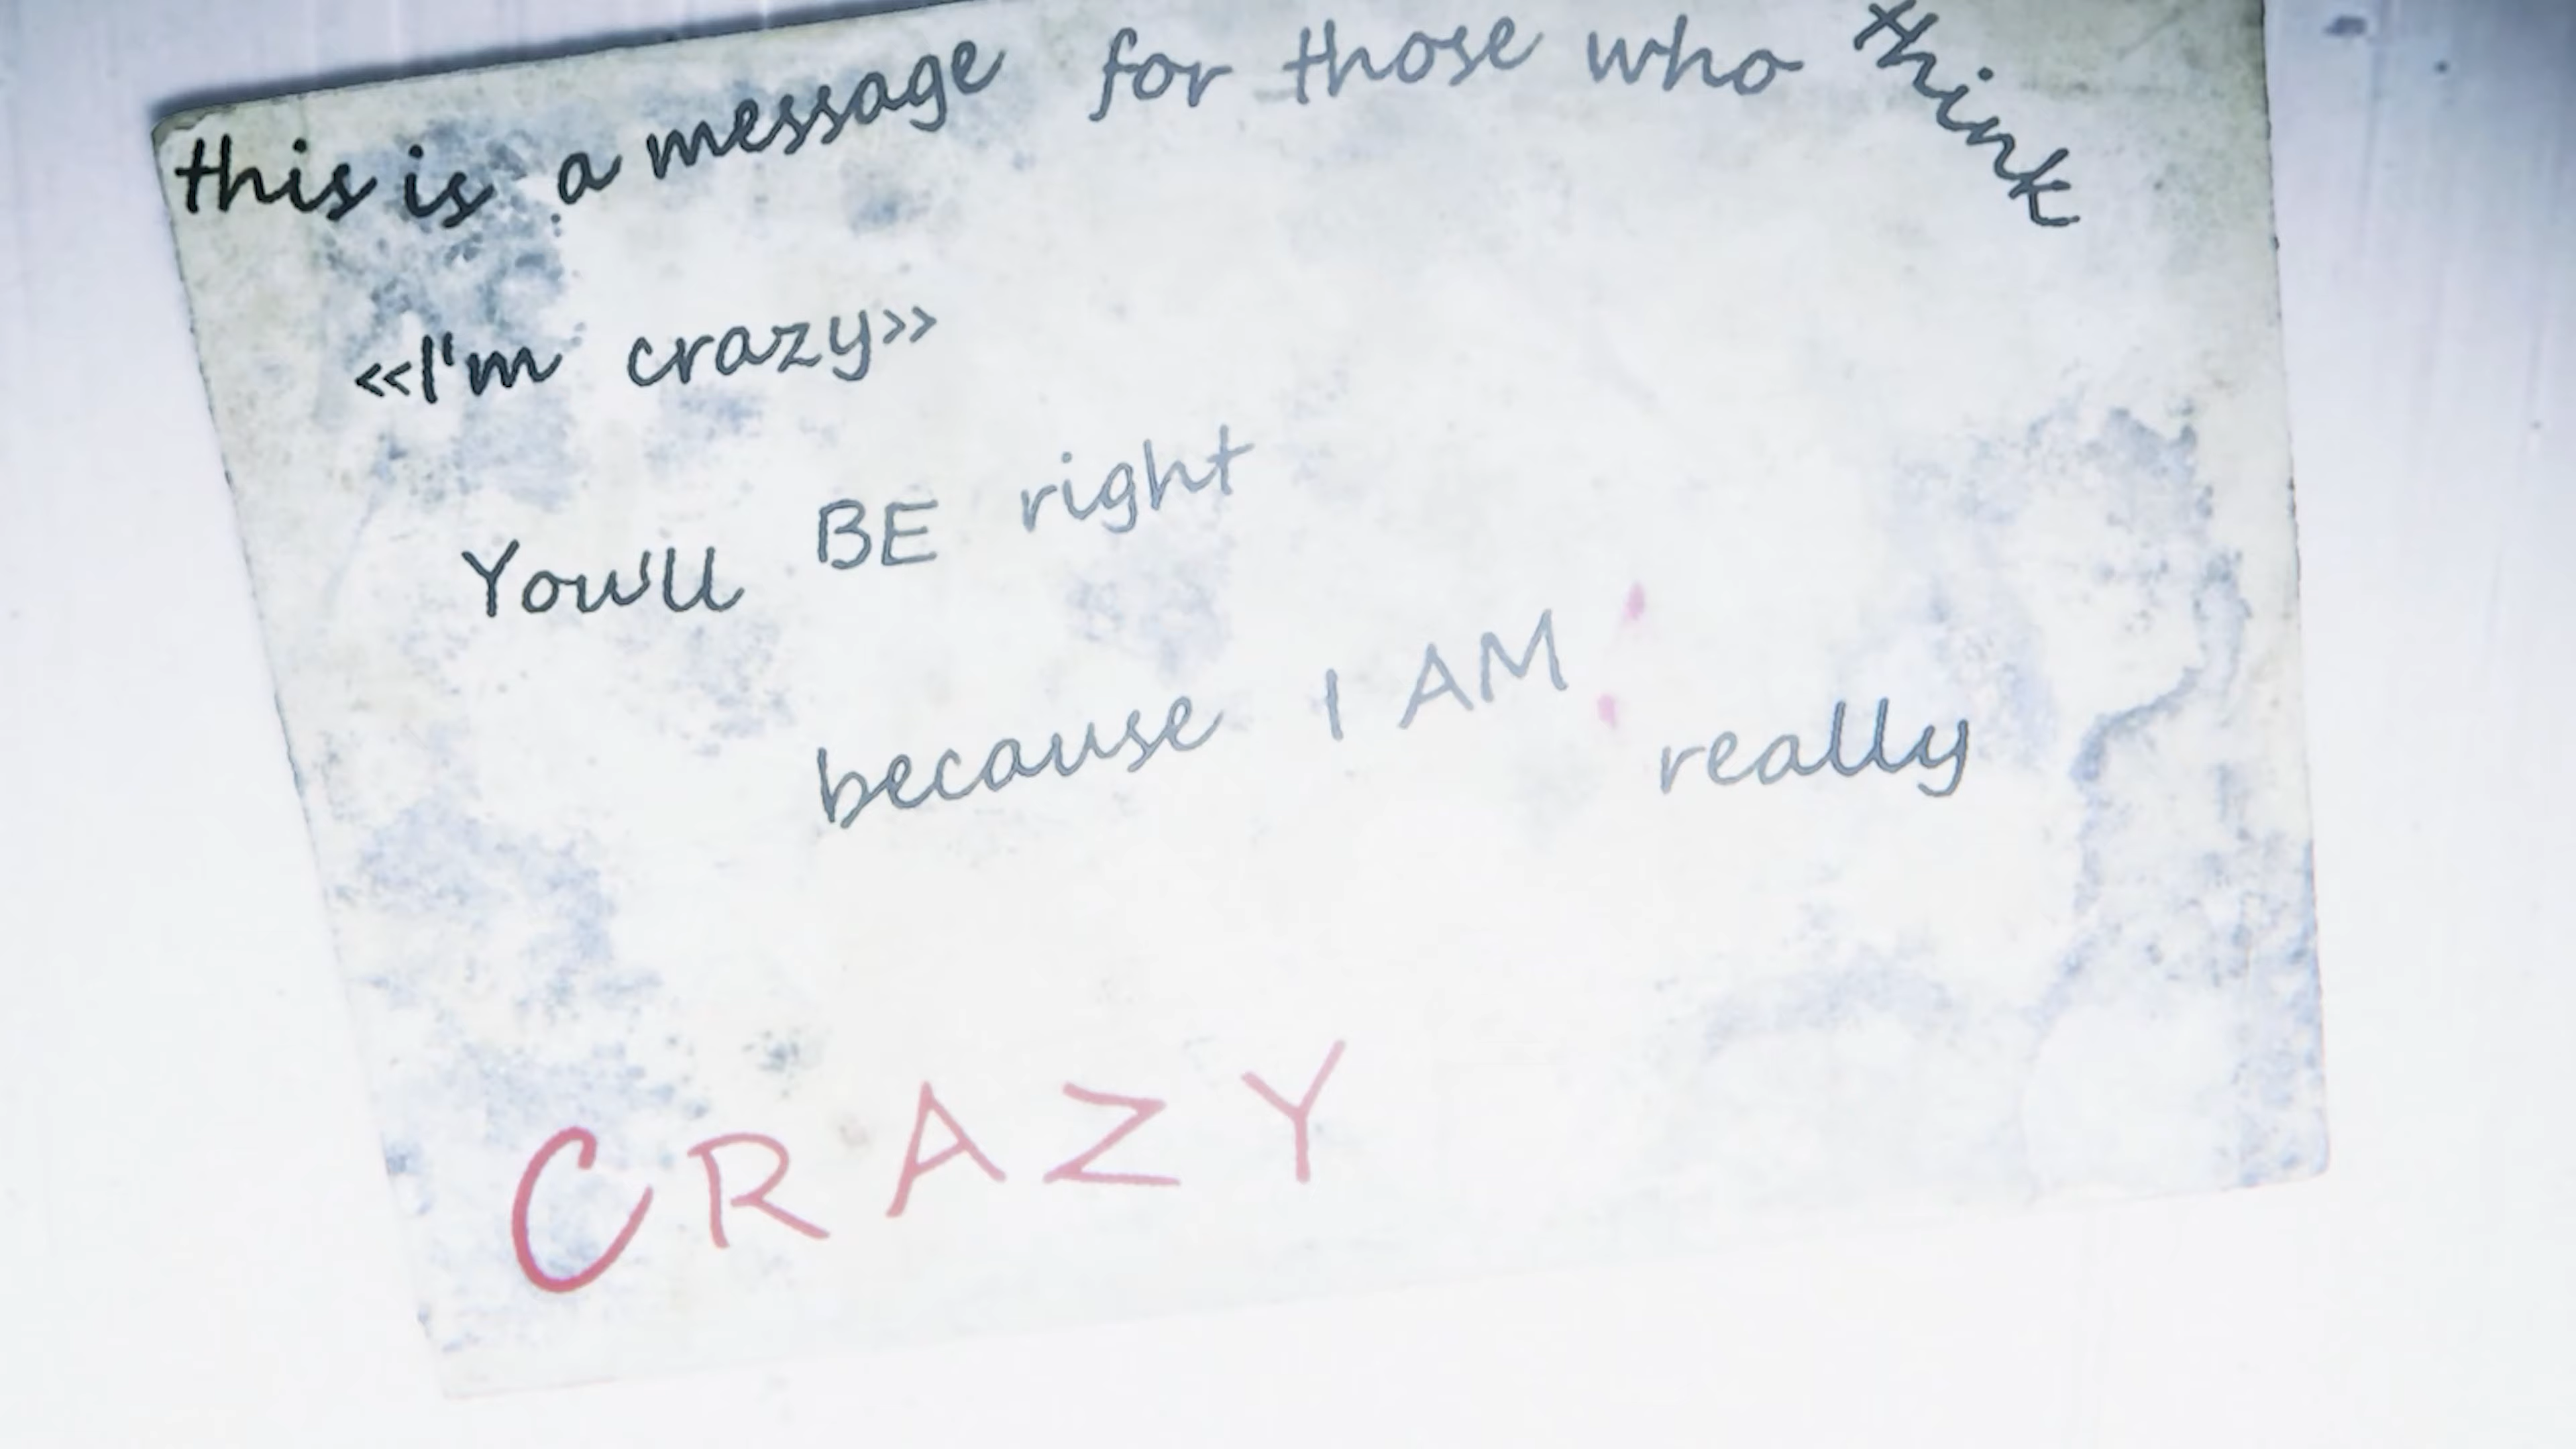 this is a message for those who think
«I'm crazy»
You'll BE right
because I AM really
CRAZY